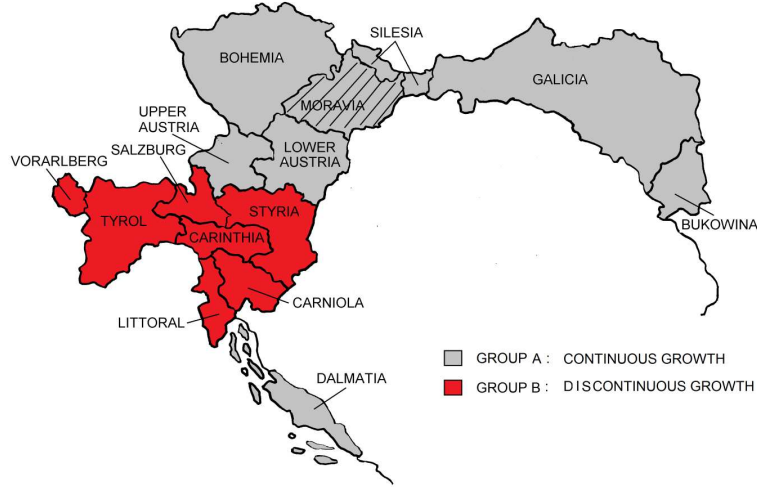 SILESIA
BOHEMIA
GALICIA
MORAVIA
UPPER
AUSTRIA
LOWER
AUSTRIA
SALZBURG
VORARLBERG
STYRIA
TYROL
BUKOWINA
CARINTHIA
CARNIOLA
LITTORAL
GROUP A : CONTINUOUS GROWTH
DALMATIA
GROUP B : DISCONTINUOUS GROWTH